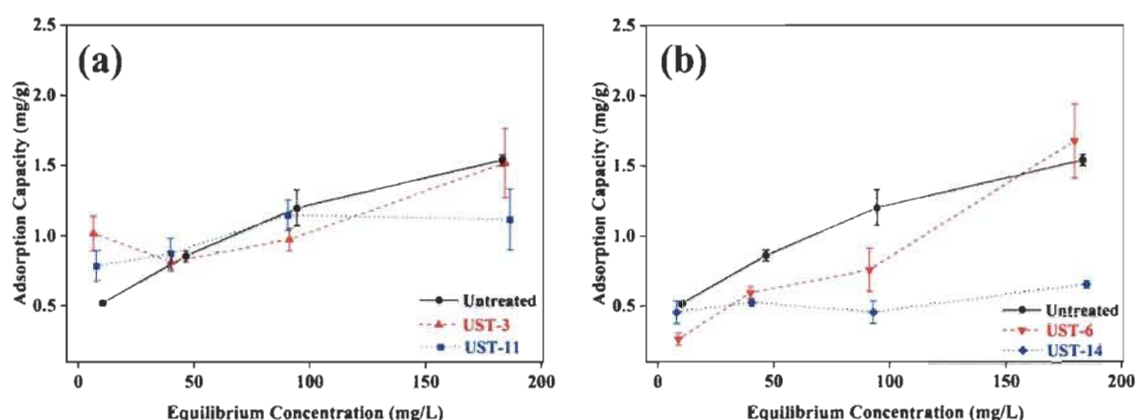 (a)
2.5
2.0
1.5
1.0
0.5
Adsorption Capacity (mg/g)
Untreated
UST-3
UST-11
0 50 100 150 200
Equilibrium Concentration (mg/L)
(b)
2.5
2.0
1.5
1.0
0.5
Adsorption Capacity (mg/g)
Untreated
UST-6
UST-14
0 50 100 150 200
Equilibrium Concentration (mg/L)